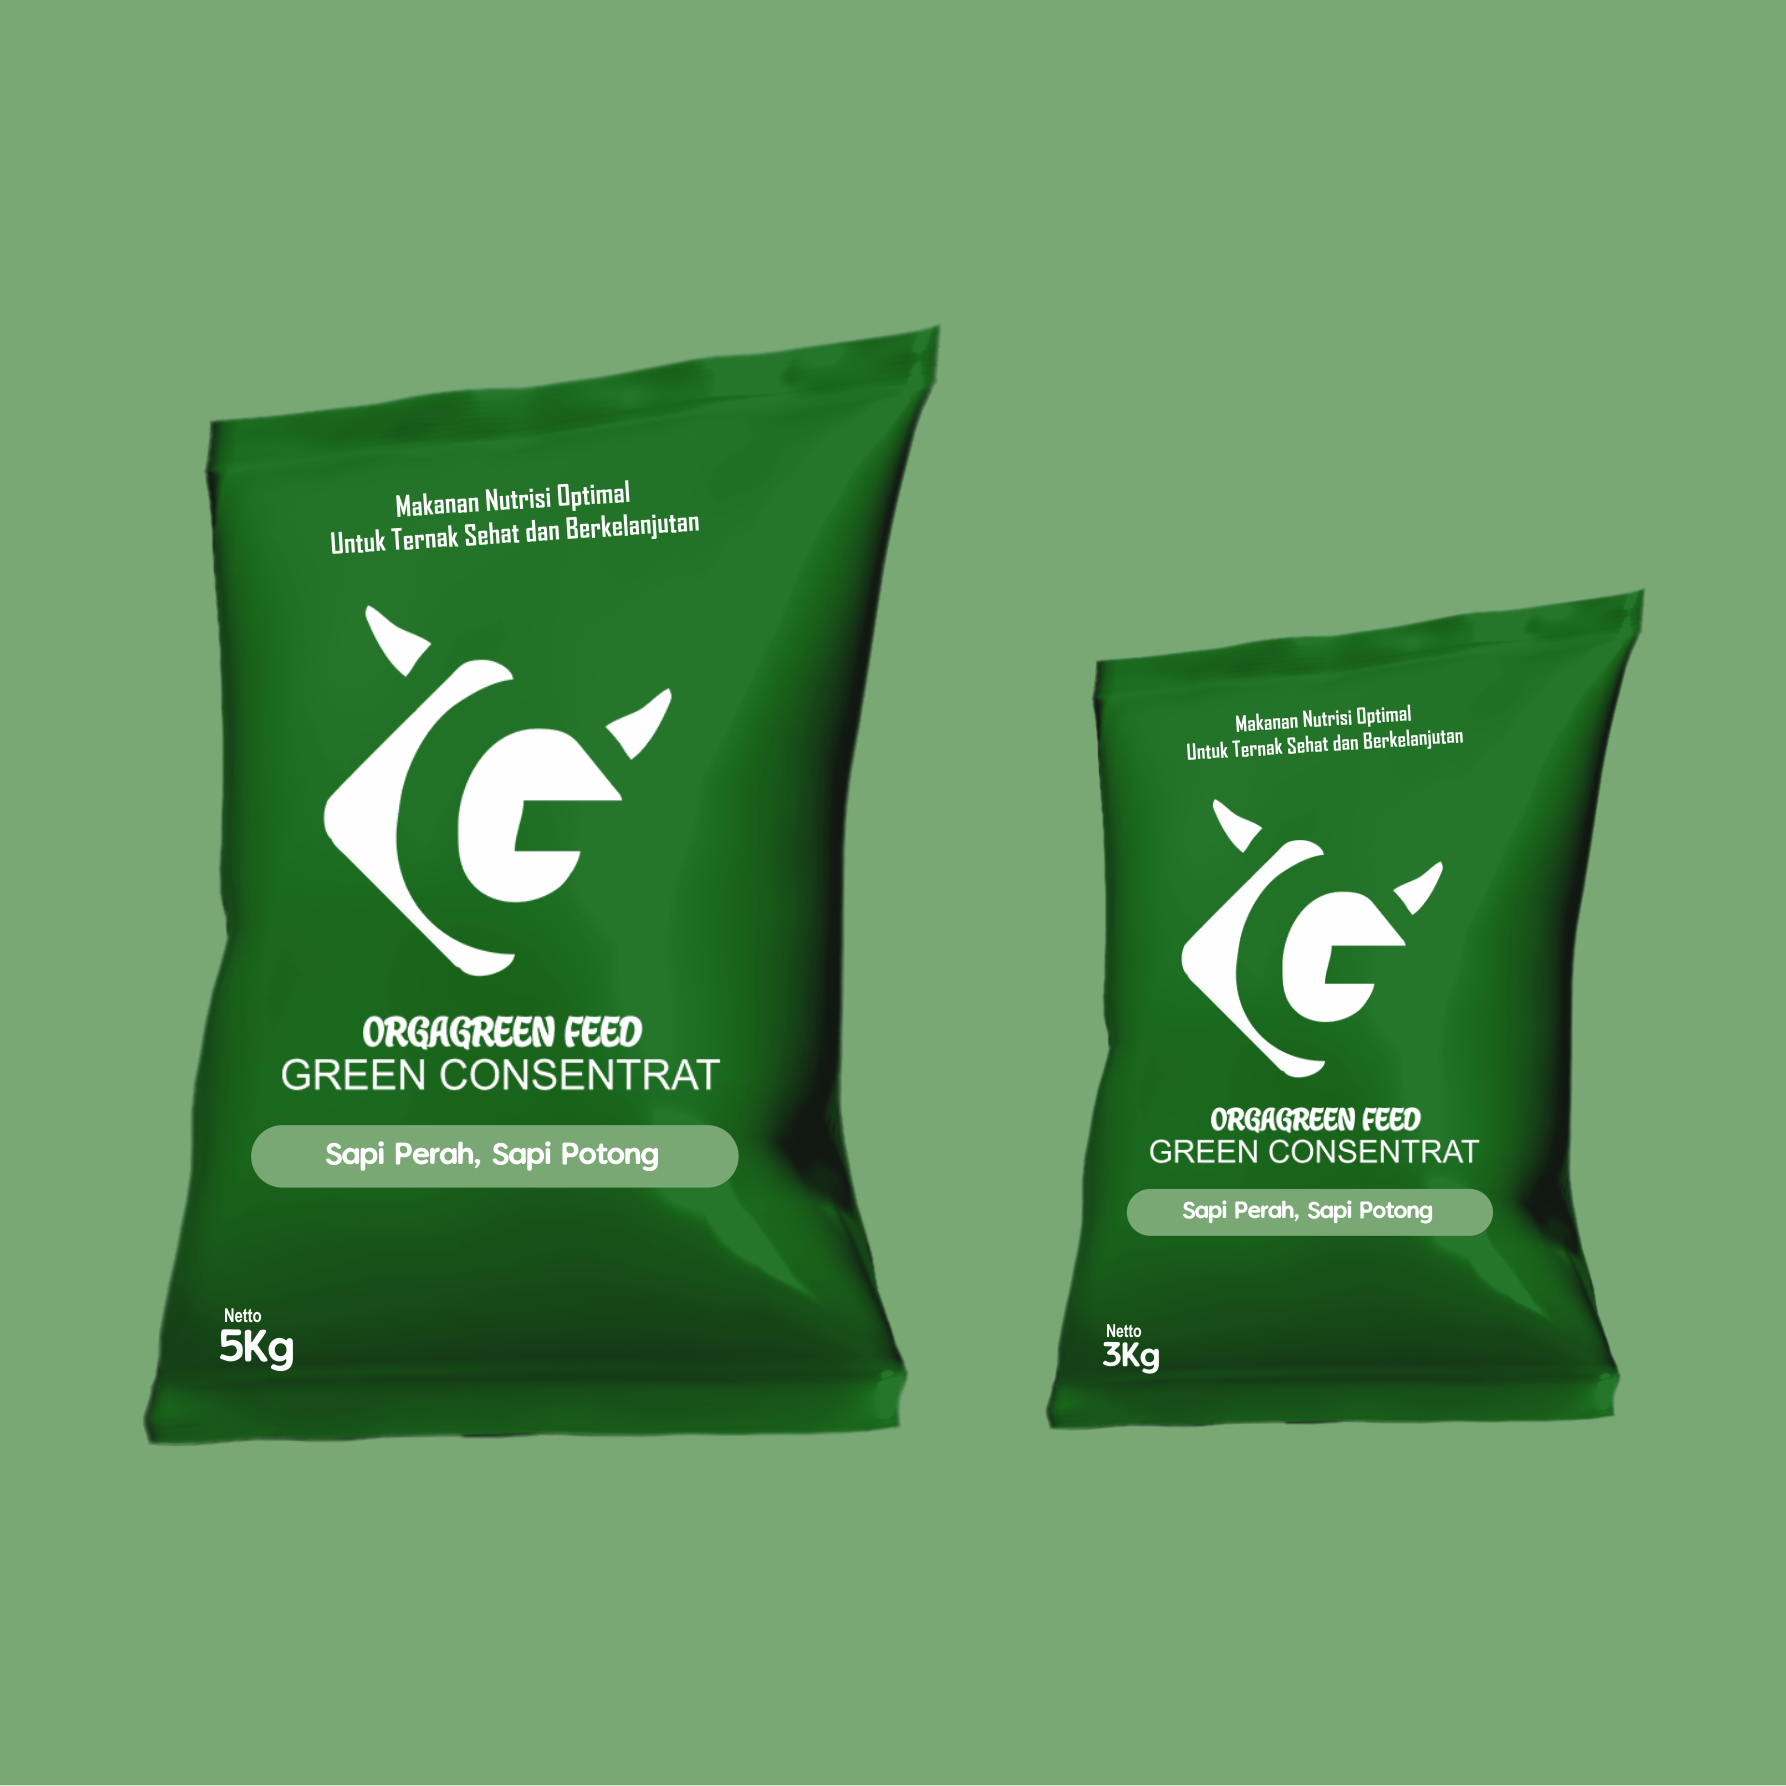 Makanan Nutrisi Optimal
Untuk Ternak Sehat dan Berkelanjutan
ORGAGREEN FEED
GREEN CONSENTRAT
Sapi Perah, Sapi Potong
Netto
5Kg
Makanan Nutrisi Optimal
Untuk Ternak Sehat dan Berkelanjutan
ORGAGREEN FEED
GREEN CONSENTRAT
Sapi Perah, Sapi Potong
Netto
3Kg